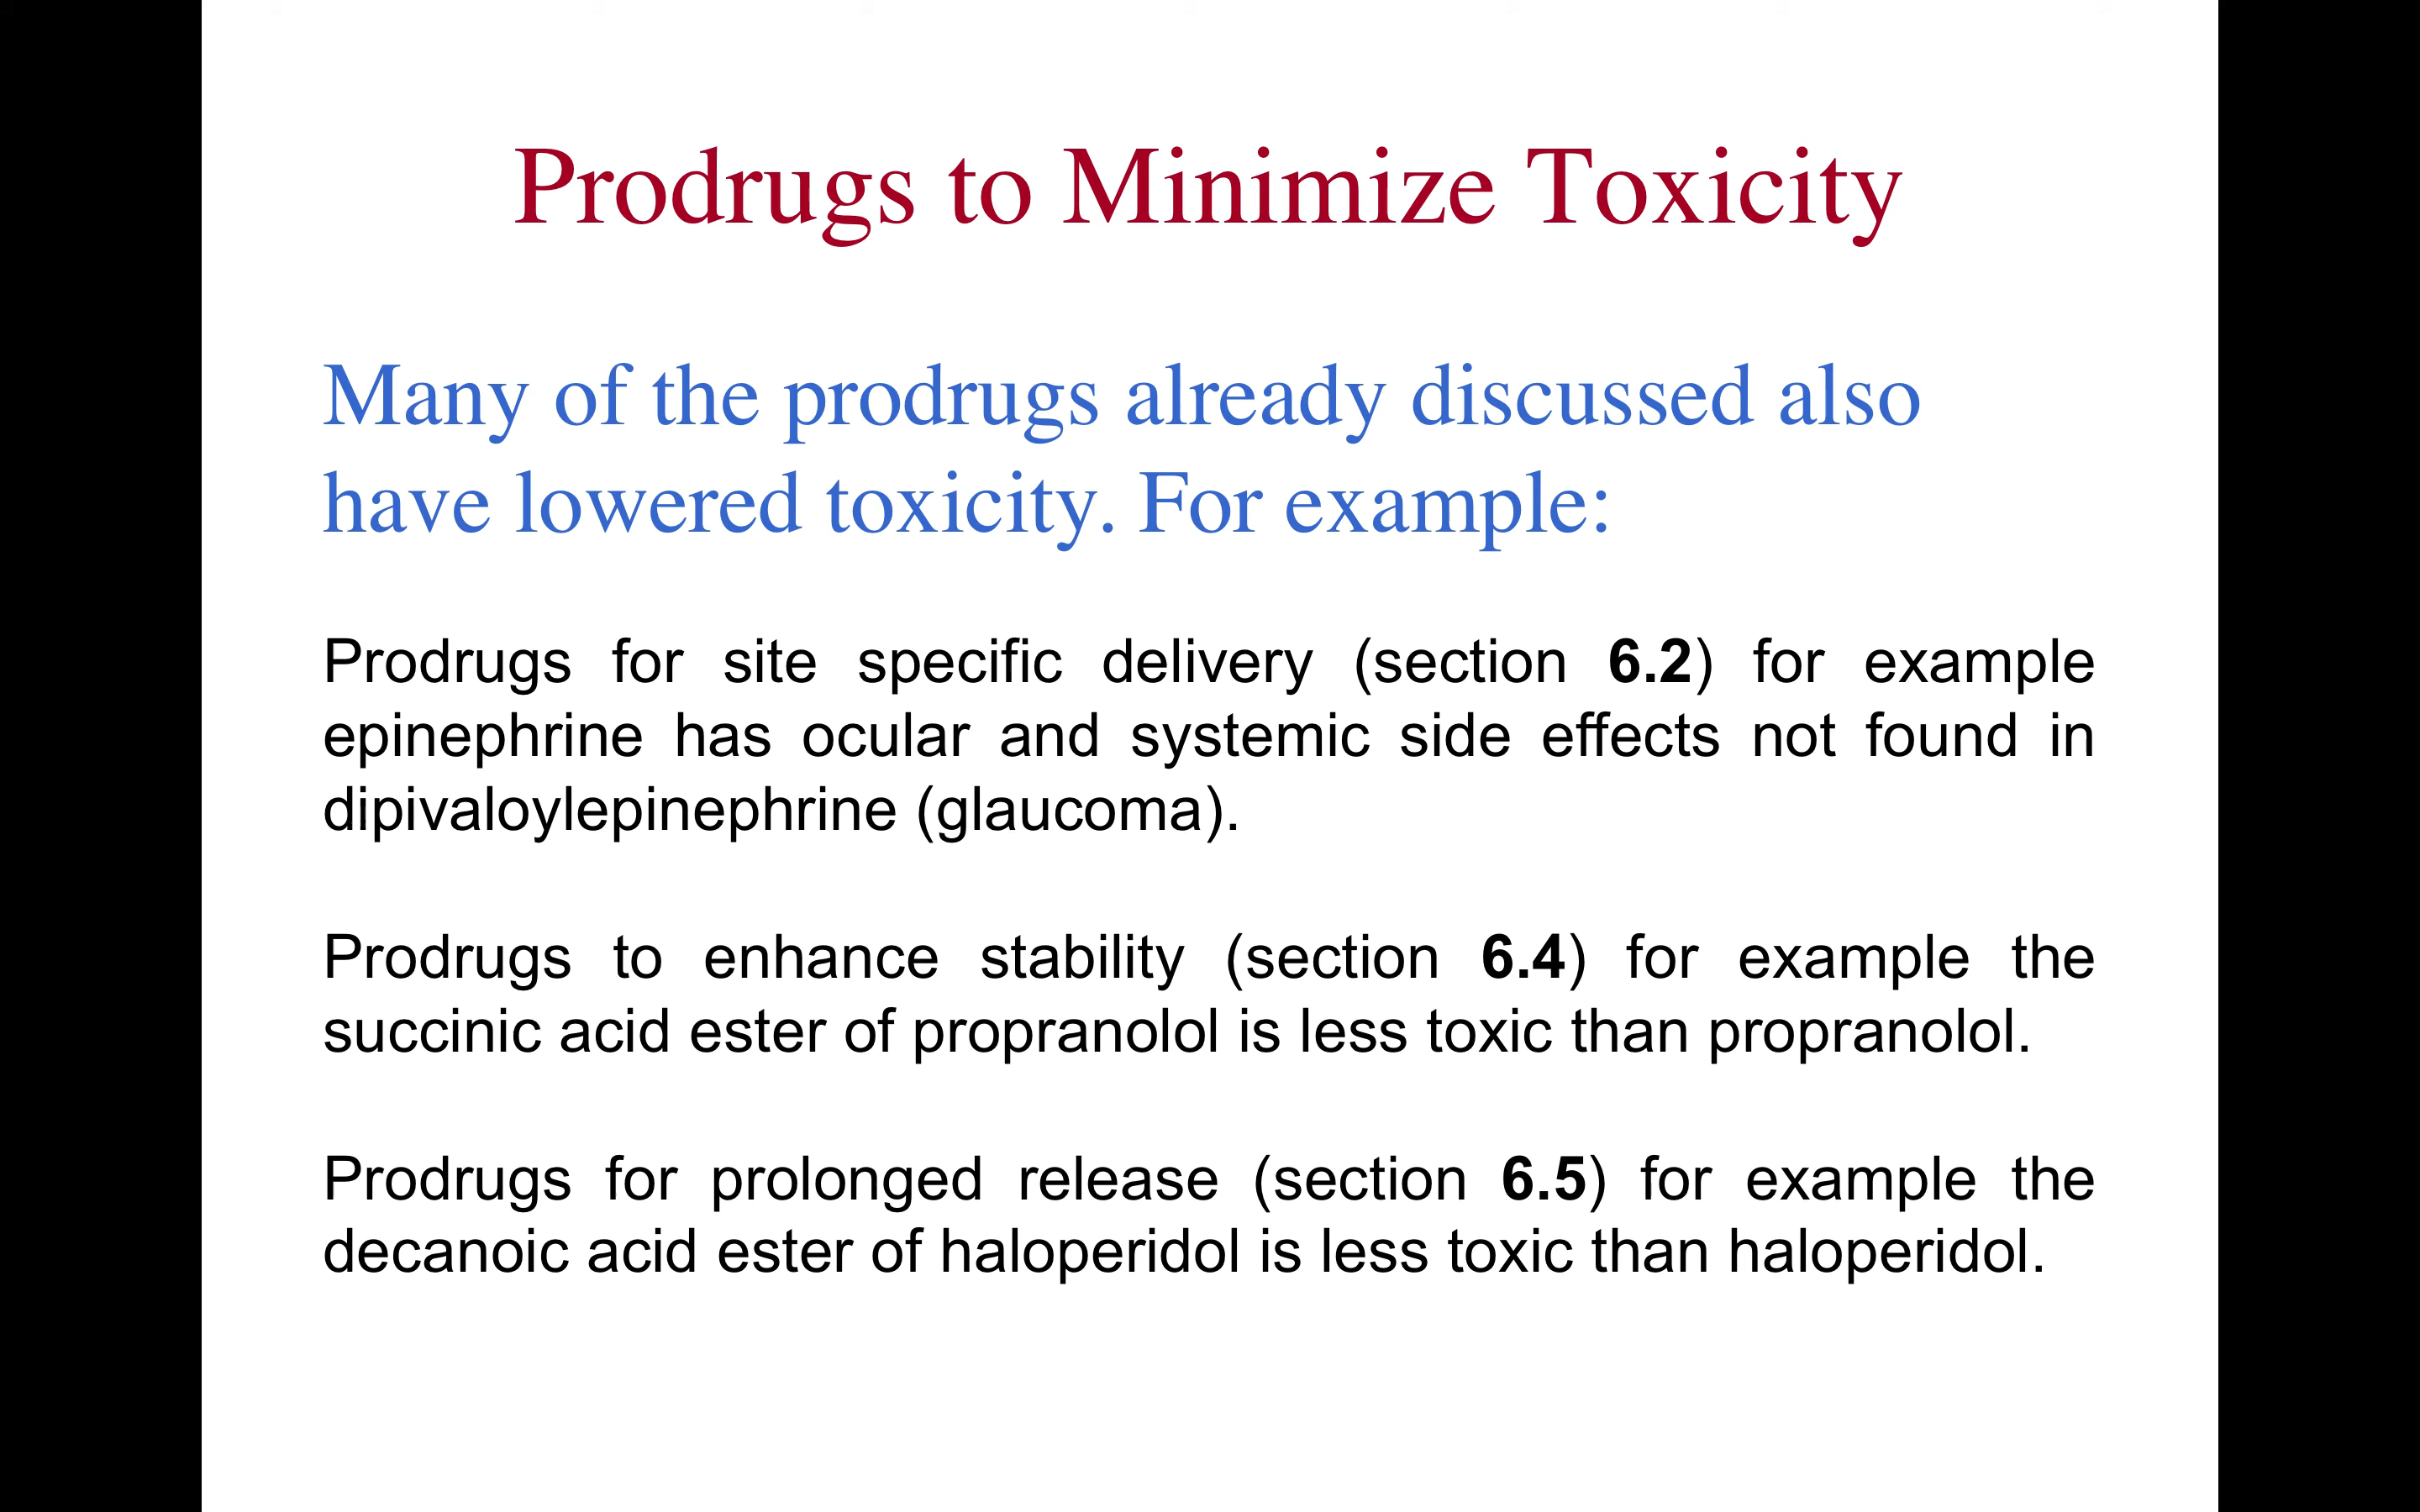 Prodrugs to Minimize Toxicity
Many of the prodrugs already discussed also
have lowered toxicity. For example:
Prodrugs for site specific delivery (section 6.2) for example
epinephrine has ocular and systemic side effects not found in
dipivaloylepinephrine (glaucoma).
Prodrugs to enhance stability (section 6.4) for example the
succinic acid ester of propranolol is less toxic than propranolol.
Prodrugs for prolonged release (section 6.5) for example the
decanoic acid ester of haloperidol is less toxic than haloperidol.